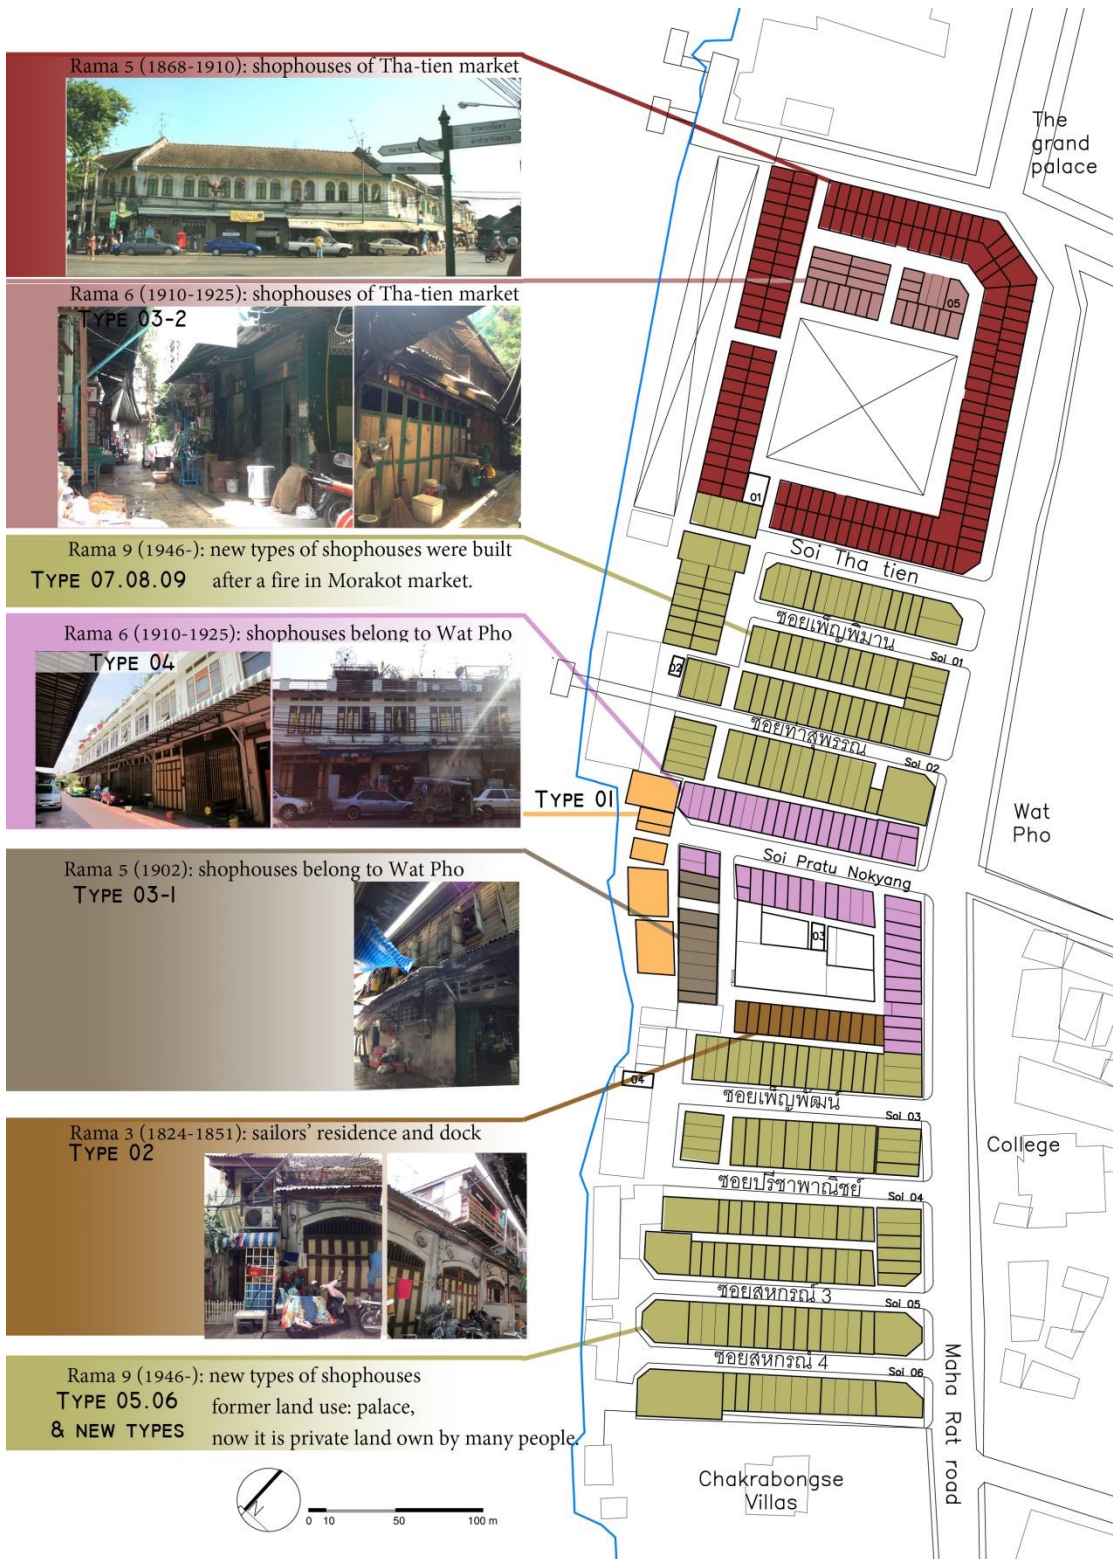 Rama 5 (1868-1910): shophouses of Tha-tien market
Rama 6 (1910-1925): shophouses of Tha-tien market
TYPE 03-2
Rama 9 (1946-): new types of shophouses were built
TYPE 07.08.09 after a fire in Morakot market.
Rama 6 (1910-1925): shophouses belong to Wat Pho
TYPE 04
TYPE 01
Rama 5 (1902): shophouses belong to Wat Pho
TYPE 03-1
Rama 3 (1824-1851): sailors' residence and dock
TYPE 02
Rama 9 (1946-): new types of shophouses
TYPE 05.06 former land use: palace,
& NEW TYPES now it is private land own by many people.
N
0 10 50 100 m
The
grand
palace
05
01
Soi Tha tien
ซอยเพ็ญพิมาน
Soi 01
02
ซอยท่าสุพรรณ
Soi 02
Wat
Pho
Soi Pratu Nokyang
03
04
ซอยเพ็ญพัฒน์
Soi 03
College
ซอยปรีชาพาณิชย์
Soi 04
ซอยสหกรณ์ 3
Soi 05
ซอยสหกรณ์ 4
Soi 06
Maha Rat road
Chakrabongse
Villas